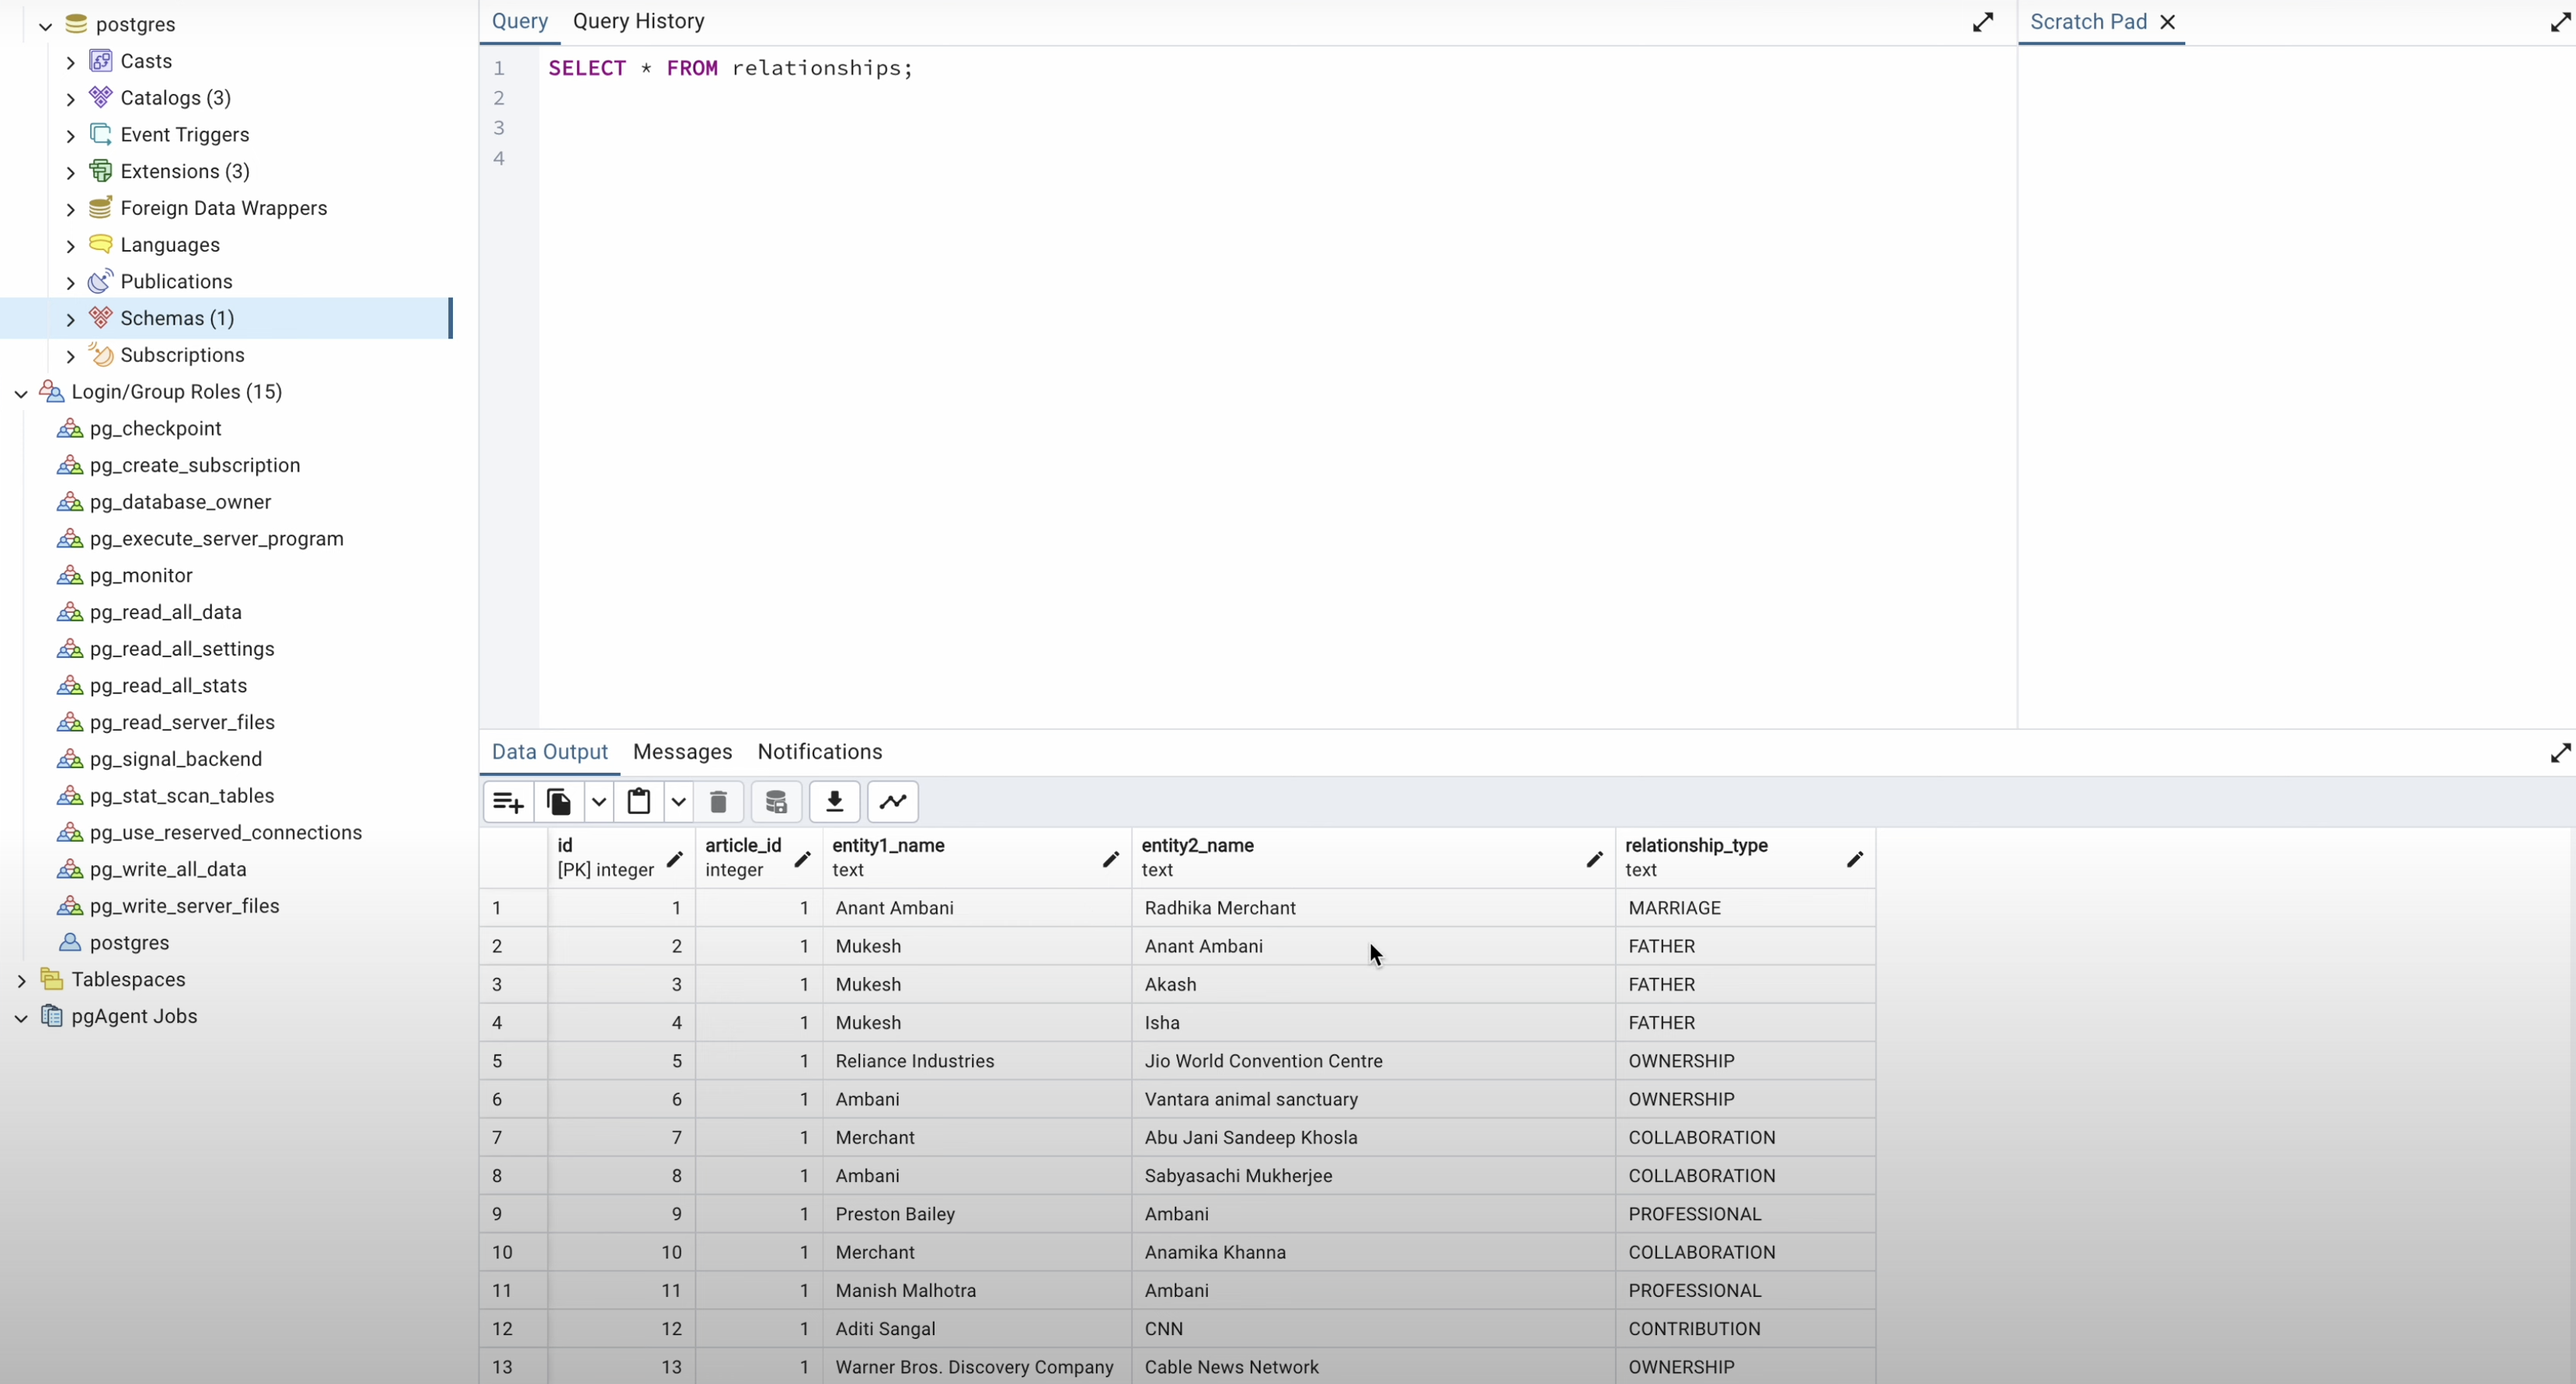 postgres
Casts
Catalogs (3)
Event Triggers
Extensions (3)
Foreign Data Wrappers
Languages
Publications
Schemas (1)
Subscriptions
Login/Group Roles (15)
pg_checkpoint
pg_create_subscription
pg_database_owner
pg_execute_server_program
pg_monitor
pg_read_all_data
pg_read_all_settings
pg_read_all_stats
pg_read_server_files
pg_signal_backend
pg_stat_scan_tables
pg_use_reserved_connections
pg_write_all_data
pg_write_server_files
postgres
Tablespaces
pgAgent Jobs
Query Query History
1 SELECT * FROM relationships;
2
3
4
Scratch Pad
Data Output Messages Notifications
id article_id entity1_name entity2_name relationship_type
[PK] integer integer text text text
1 1 1 Anant Ambani Radhika Merchant MARRIAGE
2 2 1 Mukesh Anant Ambani FATHER
3 3 1 Mukesh Akash FATHER
4 4 1 Mukesh Isha FATHER
5 5 1 Reliance Industries Jio World Convention Centre OWNERSHIP
6 6 1 Ambani Vantara animal sanctuary OWNERSHIP
7 7 1 Merchant Abu Jani Sandeep Khosla COLLABORATION
8 8 1 Ambani Sabyasachi Mukherjee COLLABORATION
9 9 1 Preston Bailey Ambani PROFESSIONAL
10 10 1 Merchant Anamika Khanna COLLABORATION
11 11 1 Manish Malhotra Ambani PROFESSIONAL
12 12 1 Aditi Sangal CNN CONTRIBUTION
13 13 1 Warner Bros. Discovery Company Cable News Network OWNERSHIP